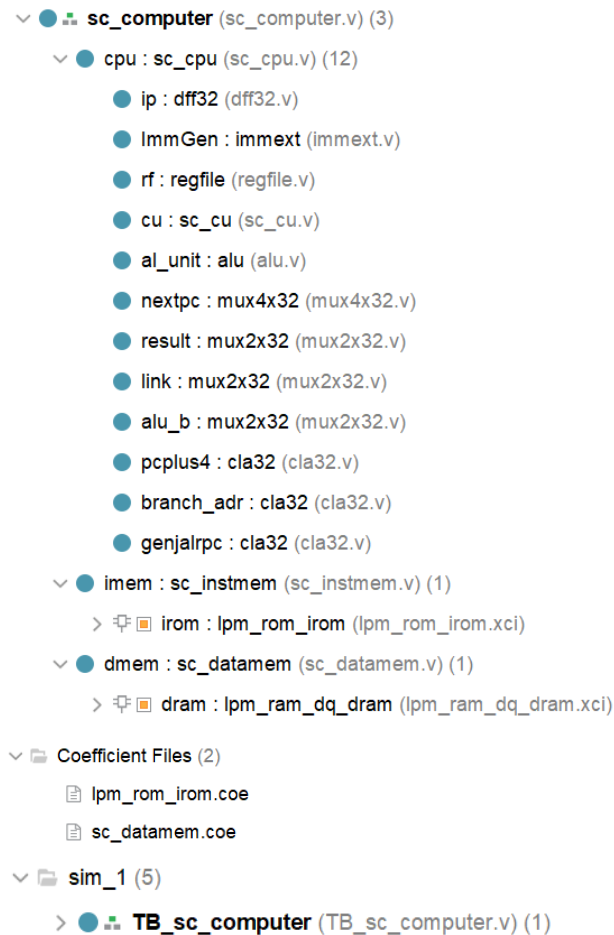 sc_computer (sc_computer.v) (3)
cpu : sc_cpu (sc_cpu.v) (12)
ip : dff32 (dff32.v)
ImmGen : immext (immext.v)
rf : regfile (regfile.v)
cu : sc_cu (sc_cu.v)
al_unit : alu (alu.v)
nextpc : mux4x32 (mux4x32.v)
result : mux2x32 (mux2x32.v)
link : mux2x32 (mux2x32.v)
alu_b : mux2x32 (mux2x32.v)
pcplus4 : cla32 (cla32.v)
branch_adr : cla32 (cla32.v)
genjalrpc : cla32 (cla32.v)
imem : sc_instmem (sc_instmem.v) (1)
irom : lpm_rom_irom (lpm_rom_irom.xci)
dmem : sc_datamem (sc_datamem.v) (1)
dram : lpm_ram_dq_dram (lpm_ram_dq_dram.xci)
Coefficient Files (2)
lpm_rom_irom.coe
sc_datamem.coe
sim_1 (5)
TB_sc_computer (TB_sc_computer.v) (1)